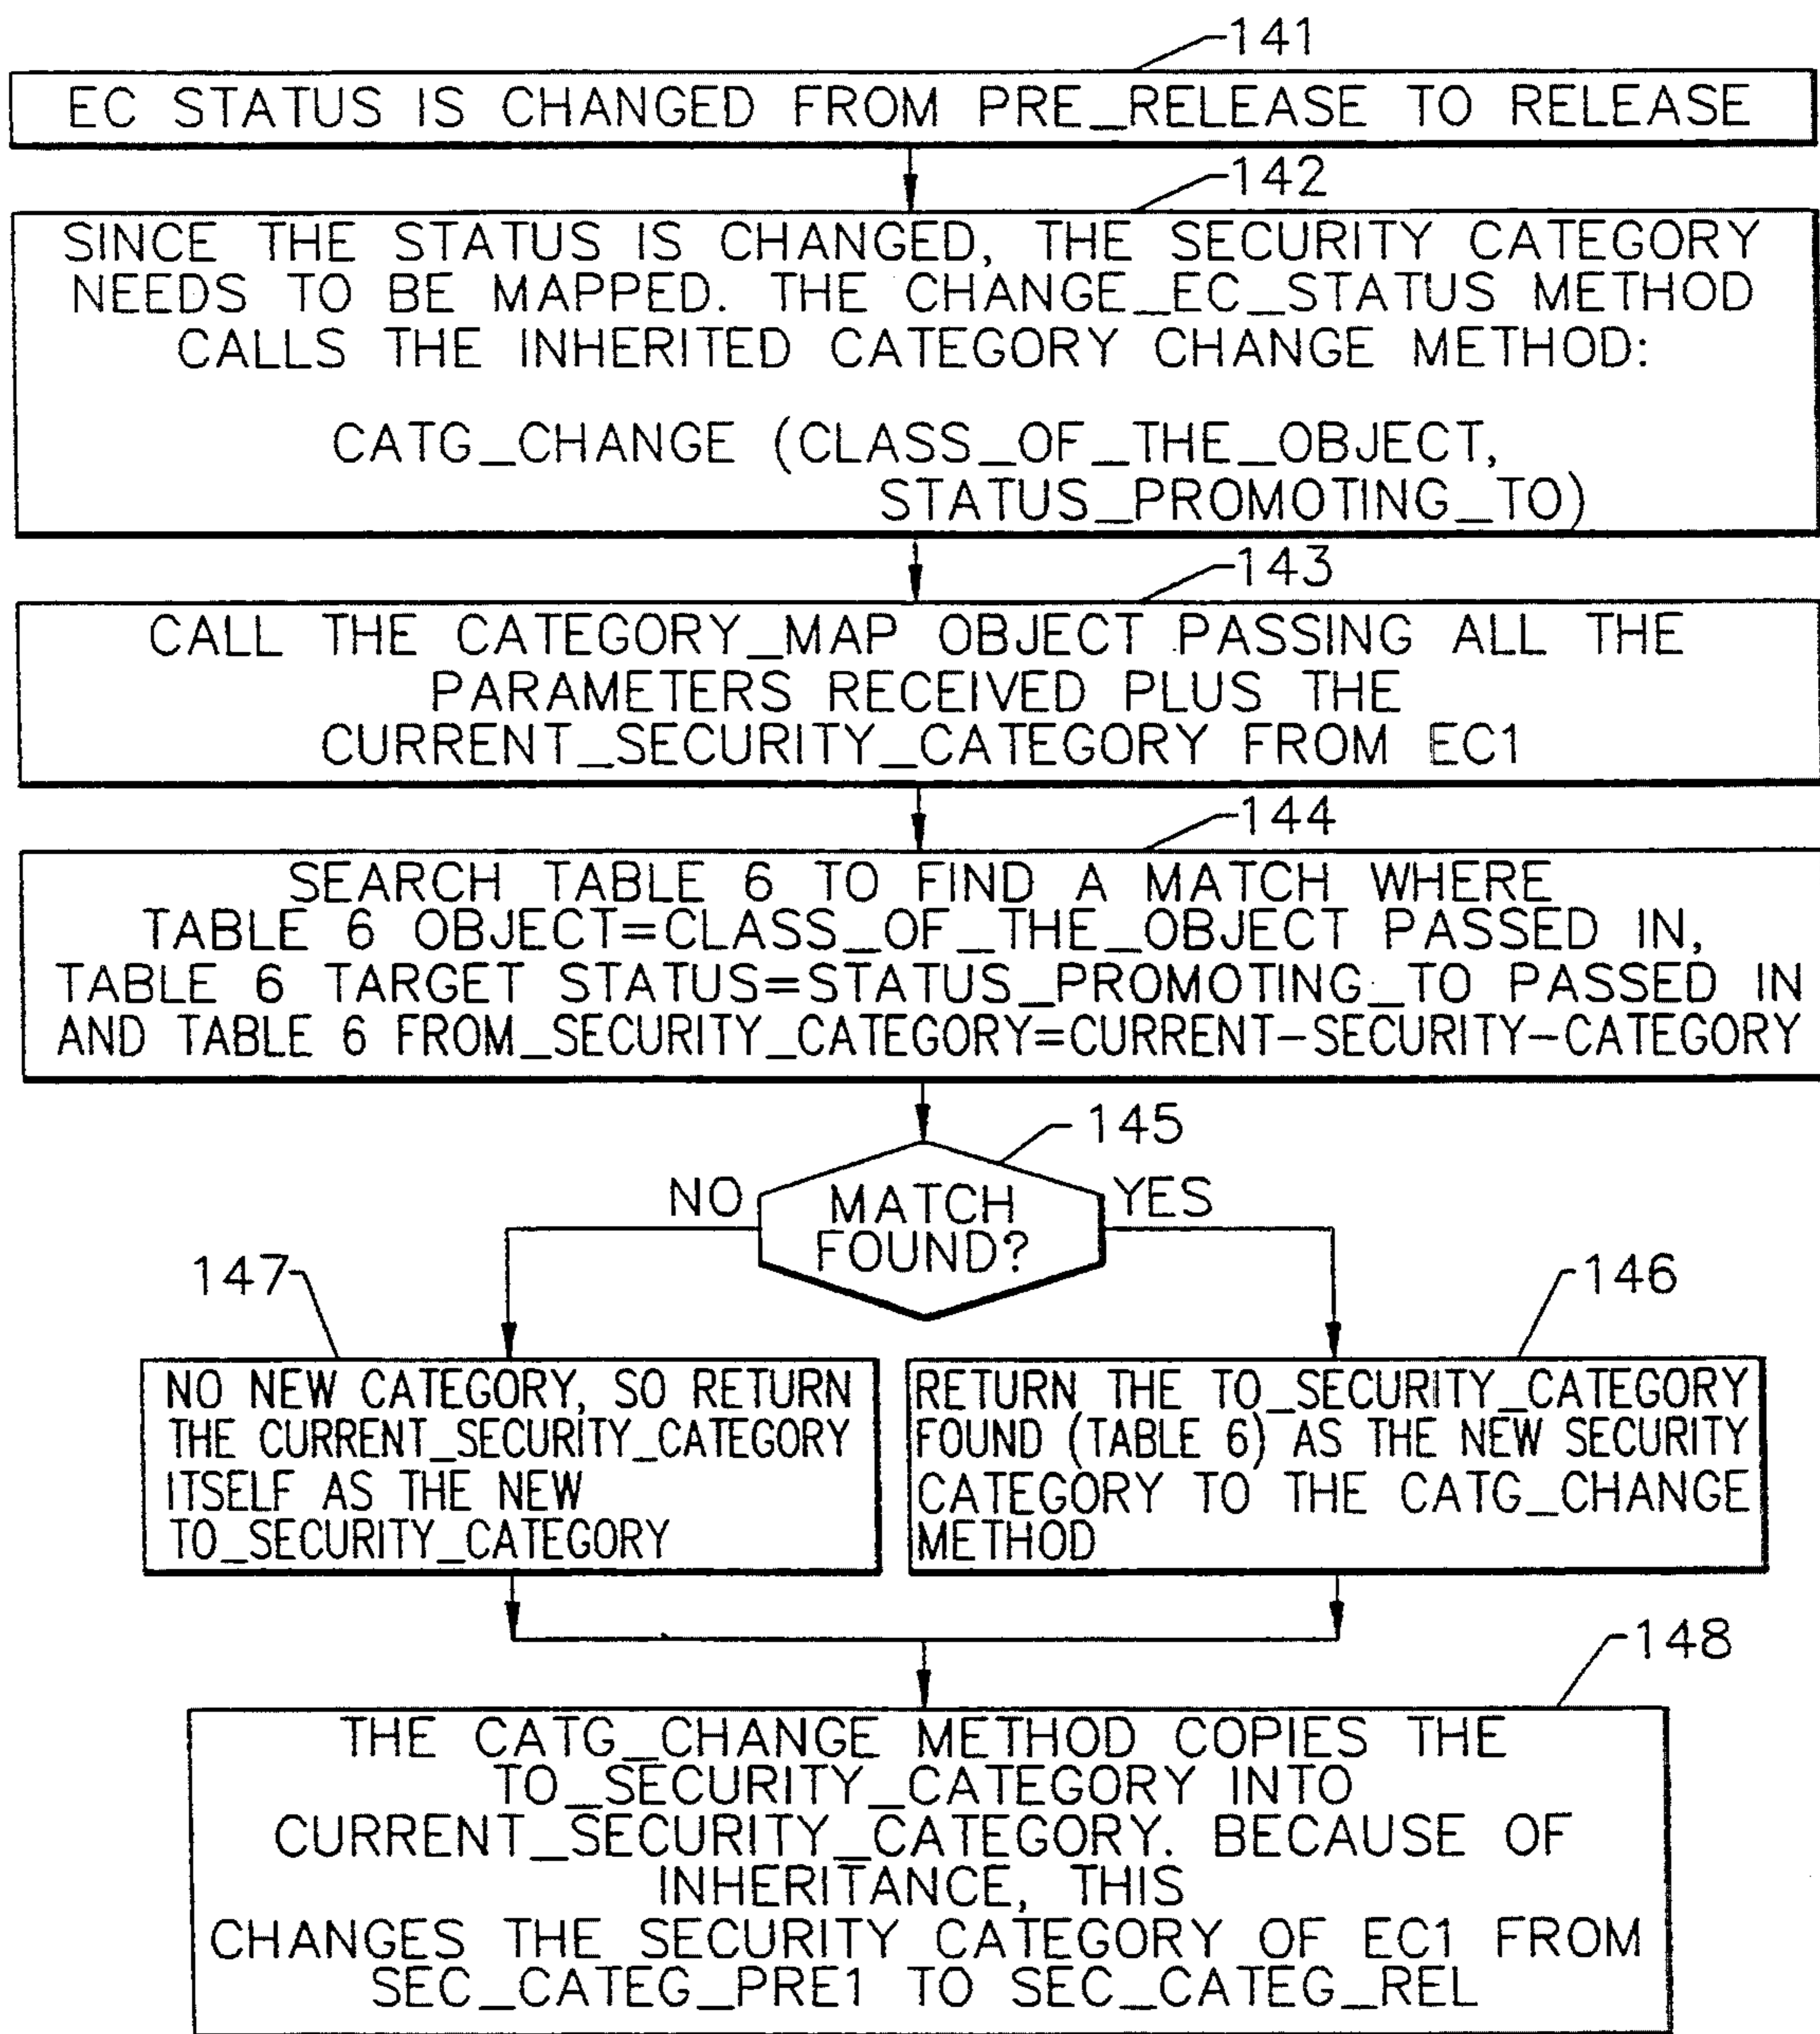 141
EC STATUS IS CHANGED FROM PRE_RELEASE TO RELEASE
142
SINCE THE STATUS IS CHANGED, THE SECURITY CATEGORY
NEEDS TO BE MAPPED. THE CHANGE_EC_STATUS METHOD
CALLS THE INHERITED CATEGORY CHANGE METHOD:
CATG_CHANGE (CLASS_OF_THE_OBJECT,
STATUS_PROMOTING_TO)
143
CALL THE CATEGORY_MAP OBJECT PASSING ALL THE
PARAMETERS RECEIVED PLUS THE
CURRENT_SECURITY_CATEGORY FROM EC1
144
SEARCH TABLE 6 TO FIND A MATCH WHERE
TABLE 6 OBJECT=CLASS_OF_THE_OBJECT PASSED IN,
TABLE 6 TARGET STATUS=STATUS_PROMOTING_TO PASSED IN
AND TABLE 6 FROM_SECURITY_CATEGORY=CURRENT-SECURITY-CATEGORY
145
NO
MATCH
FOUND?
YES
147
NO NEW CATEGORY, SO RETURN
THE CURRENT_SECURITY_CATEGORY
ITSELF AS THE NEW
TO_SECURITY_CATEGORY
146
RETURN THE TO_SECURITY_CATEGORY
FOUND (TABLE 6) AS THE NEW SECURITY
CATEGORY TO THE CATG_CHANGE
METHOD
148
THE CATG_CHANGE METHOD COPIES THE
TO_SECURITY_CATEGORY INTO
CURRENT_SECURITY_CATEGORY. BECAUSE OF
INHERITANCE, THIS
CHANGES THE SECURITY CATEGORY OF EC1 FROM
SEC_CATEG_PRE1 TO SEC_CATEG_REL